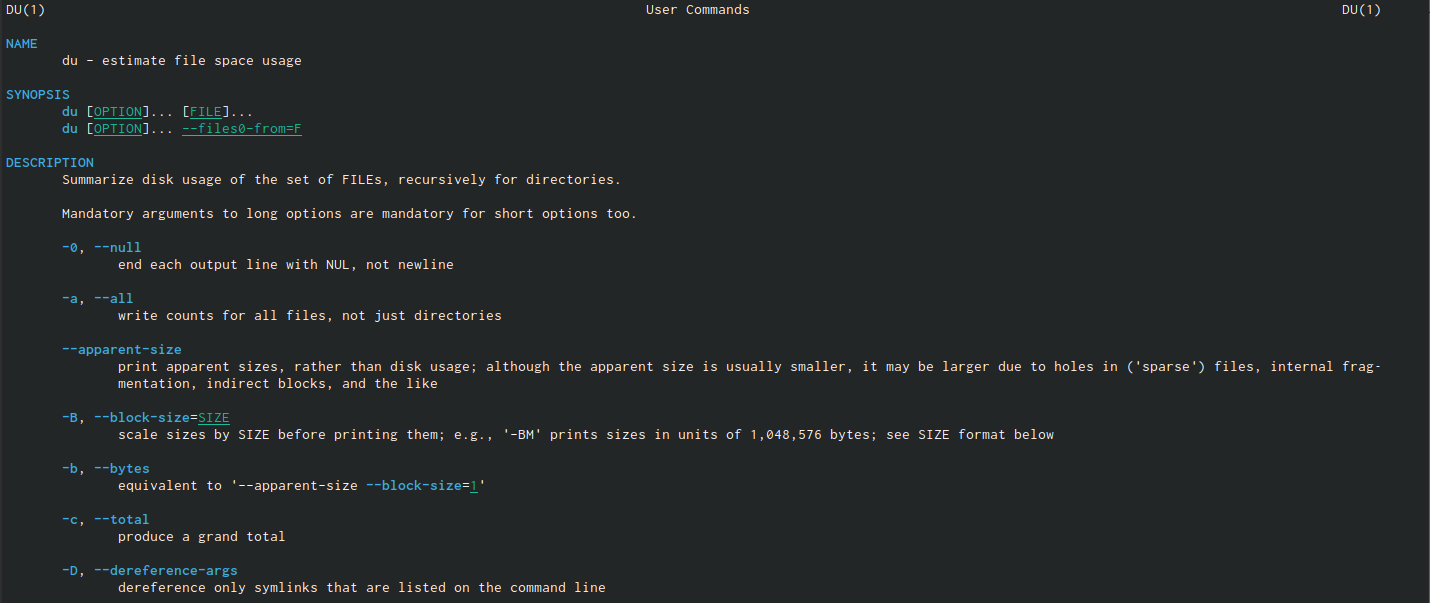 DU(1) User Commands DU(1)
NAME
du - estimate file space usage
SYNOPSIS
du [OPTION]... [FILE]...
du [OPTION]... --files0-from=F
DESCRIPTION
Summarize disk usage of the set of FILEs, recursively for directories.
Mandatory arguments to long options are mandatory for short options too.
-0, --null
end each output line with NUL, not newline
-a, --all
write counts for all files, not just directories
--apparent-size
print apparent sizes, rather than disk usage; although the apparent size is usually smaller, it may be larger due to holes in ('sparse') files, internal frag-
mentation, indirect blocks, and the like
-B, --block-size=SIZE
scale sizes by SIZE before printing them; e.g., '-BM' prints sizes in units of 1,048,576 bytes; see SIZE format below
-b, --bytes
equivalent to '--apparent-size --block-size=1'
-c, --total
produce a grand total
-D, --dereference-args
dereference only symlinks that are listed on the command line